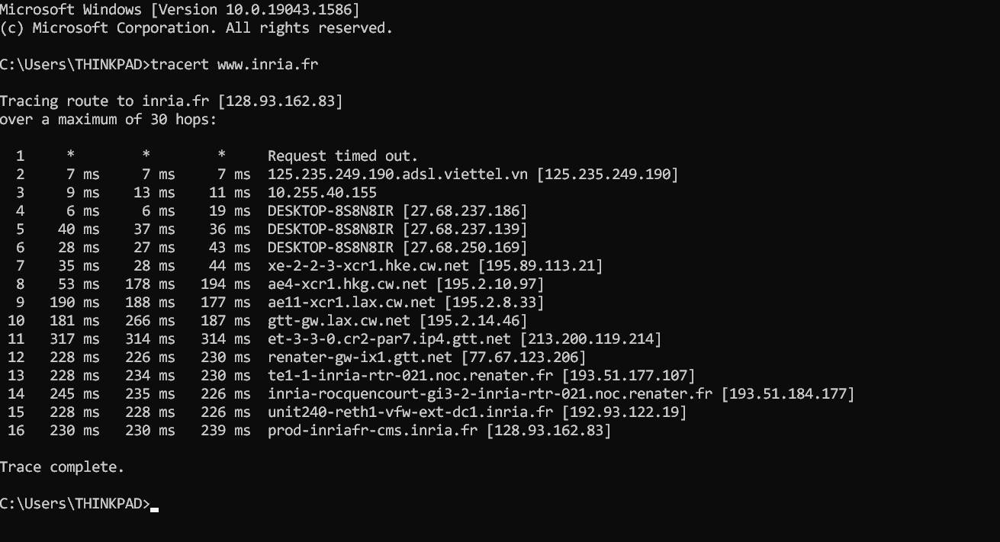 Microsoft Windows [Version 10.0.19043.1586]
(c) Microsoft Corporation. All rights reserved.
C:\Users\THINKPAD>tracert www.inria.fr
Tracing route to inria.fr [128.93.162.83]
over a maximum of 30 hops:
1 * * * Request timed out.
2 7 ms 7 ms 7 ms 125.235.249.190.adsl.viettel.vn [125.235.249.190]
3 9 ms 13 ms 11 ms 10.255.40.155
4 6 ms 6 ms 19 ms DESKTOP-8S8N8IR [27.68.237.186]
5 40 ms 37 ms 36 ms DESKTOP-8S8N8IR [27.68.237.139]
6 28 ms 27 ms 43 ms DESKTOP-8S8N8IR [27.68.250.169]
7 35 ms 28 ms 44 ms xe-2-2-3-xcr1.hke.cw.net [195.89.113.21]
8 53 ms 178 ms 194 ms ae4-xcr1.hkg.cw.net [195.2.10.97]
9 190 ms 188 ms 177 ms ae11-xcr1.lax.cw.net [195.2.8.33]
10 181 ms 266 ms 187 ms gtt-gw.lax.cw.net [195.2.14.46]
11 317 ms 314 ms 314 ms et-3-3-0.cr2-par7.ip4.gtt.net [213.200.119.214]
12 228 ms 226 ms 230 ms renater-gw-ix1.gtt.net [77.67.123.206]
13 228 ms 234 ms 230 ms te1-1-inria-rtr-021.noc.renater.fr [193.51.177.107]
14 245 ms 235 ms 226 ms inria-rocquencourt-gi3-2-inria-rtr-021.noc.renater.fr [193.51.184.177]
15 228 ms 228 ms 226 ms unit240-reth1-vfw-ext-dc1.inria.fr [192.93.122.19]
16 230 ms 230 ms 239 ms prod-inriafr-cms.inria.fr [128.93.162.83]
Trace complete.
C:\Users\THINKPAD>